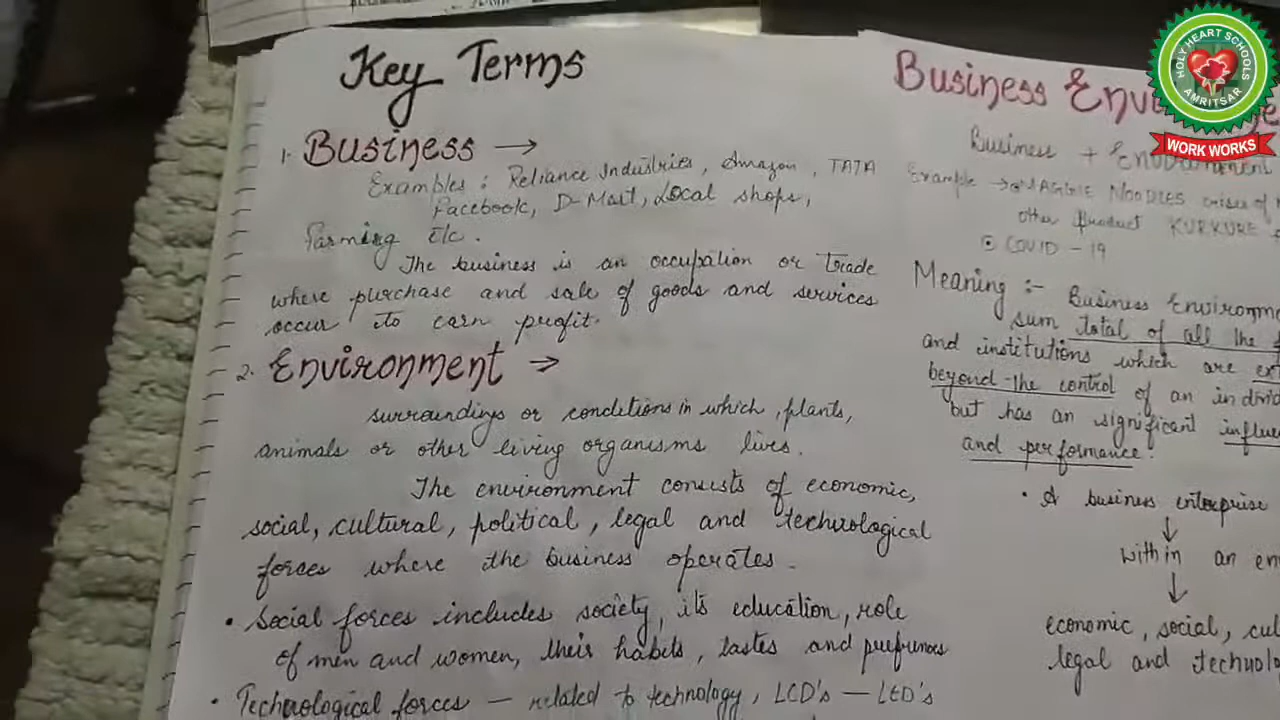 Key Terms
1. Business →
Examples : Reliance Industries, Amazon, TATA
Facebook, D-Mart, Local shops,
Farming etc.
The business is an occupation or trade
where purchase and sale of goods and services
occur to earn profit.
2. Environment →
surroundings or conditions in which, plants,
animals or other living organisms lives.
The environment consists of economic,
social, cultural, political, legal and technological
forces where the business operates.
• Social forces includes society, its education, role
of men and women, their habits, tastes and prefrences
• Technological forces — related to technology, LCD's — LED's
Business
Business + Environment
Example → MAGGIE NOODLES crises of
other product KURKURE
COVID - 19
Meaning :- Business
sum total of all the
and institutions which are
beyond the control of an
but has an significant
and performance.
• A business enterprise
↓
within an
↓
economic, social,
legal and
HOLY HEART SCHOOLS
AMRITSAR
WORK WORKS